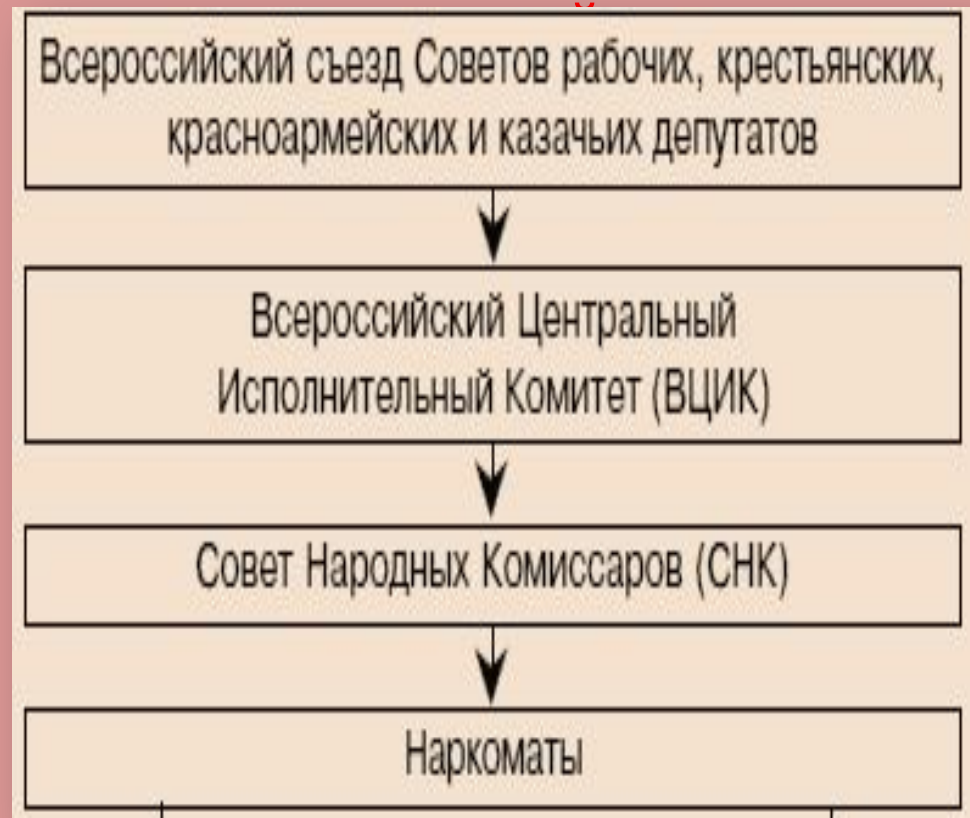 Всероссийский съезд Советов рабочих, крестьянских,
красноармейских и казачьих депутатов
Всероссийский Центральный
Исполнительный Комитет (ВЦИК)
Совет Народных Комиссаров (СНК)
Наркоматы